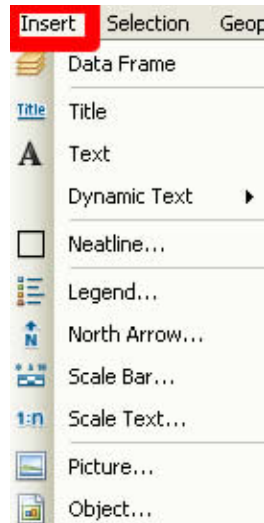 Insert Selection Geop
Data Frame
Title Title
A Text
Dynamic Text
Neatline...
Legend...
N North Arrow...
Scale Bar...
1:n Scale Text...
Picture...
Object...